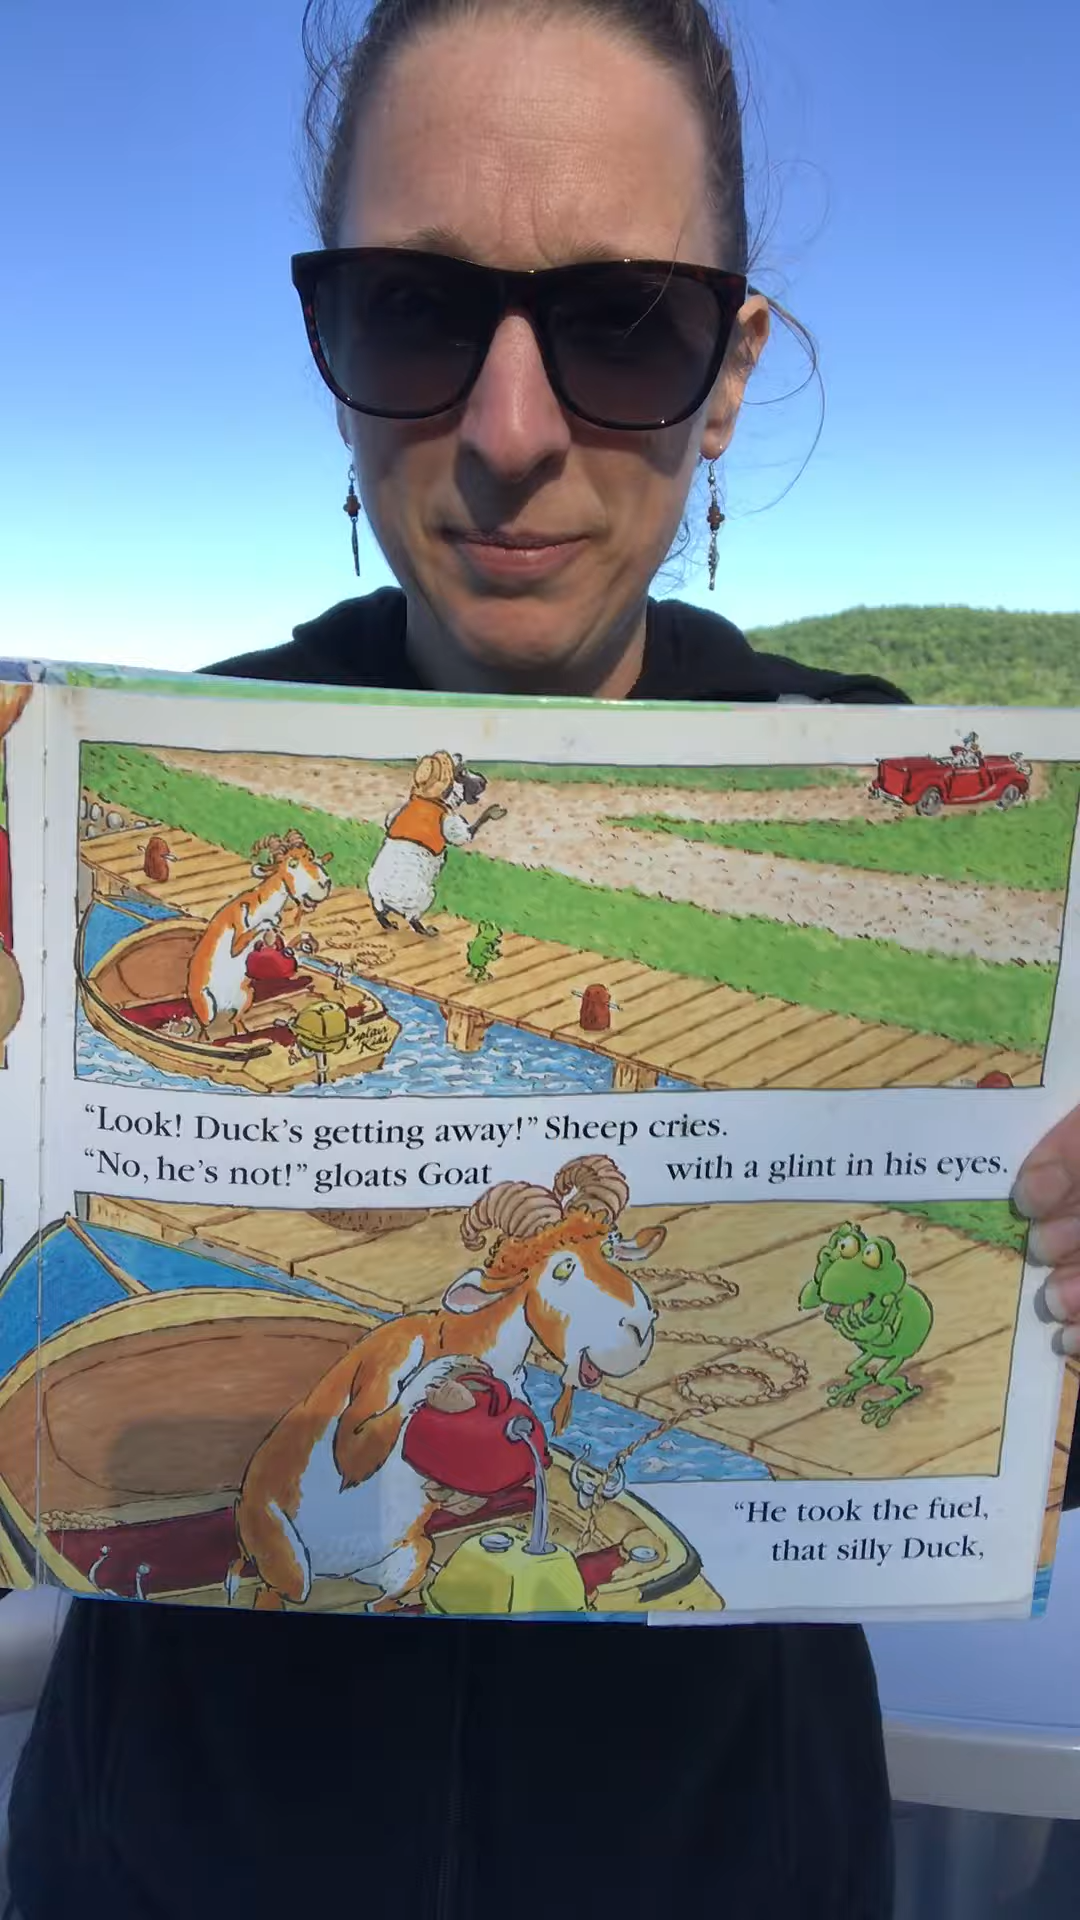 "Look! Duck's getting away!" Sheep cries.
"No, he's not!" gloats Goat with a glint in his eyes.
"He took the fuel,
that silly Duck,